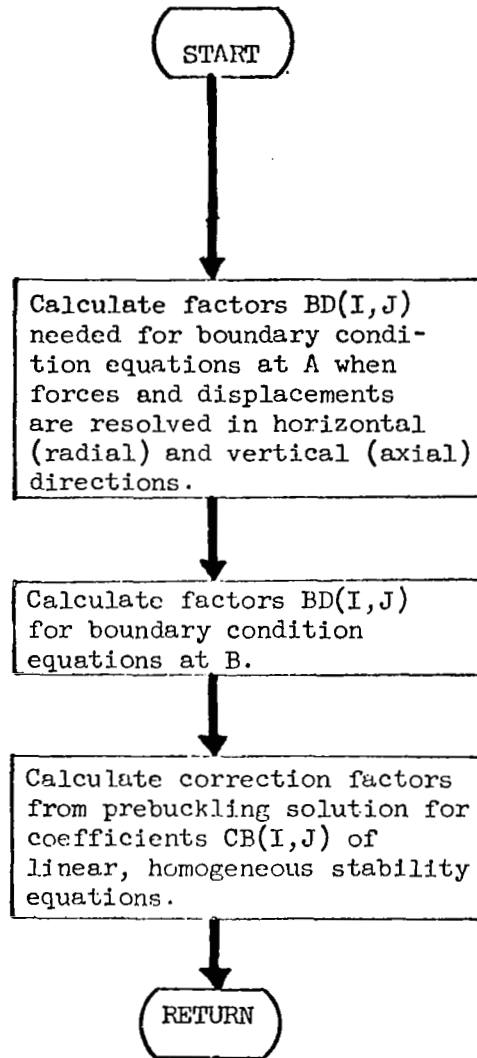 START
Calculate factors BD(I,J)
needed for boundary condi-
tion equations at A when
forces and displacements
are resolved in horizontal
(radial) and vertical (axial)
directions.
Calculate factors BD(I,J)
for boundary condition
equations at B.
Calculate correction factors
from prebuckling solution for
coefficients CB(I,J) of
linear, homogeneous stability
equations.
RETURN